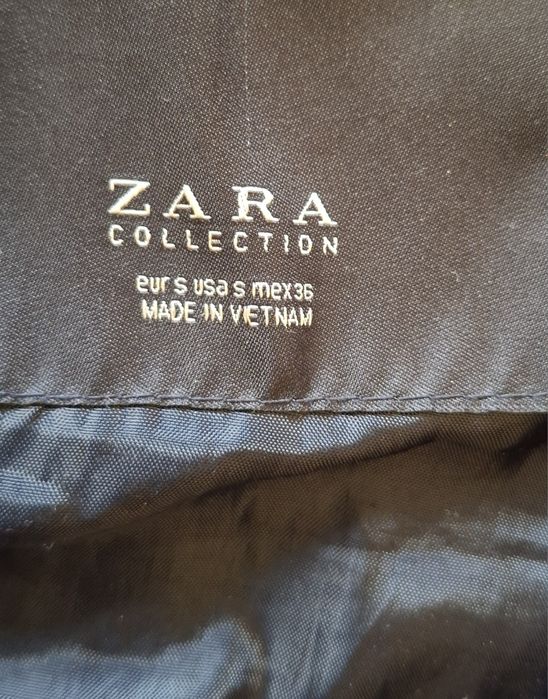 ZARA
COLLECTION
eur s usa s mex 36
MADE IN VIETNAM